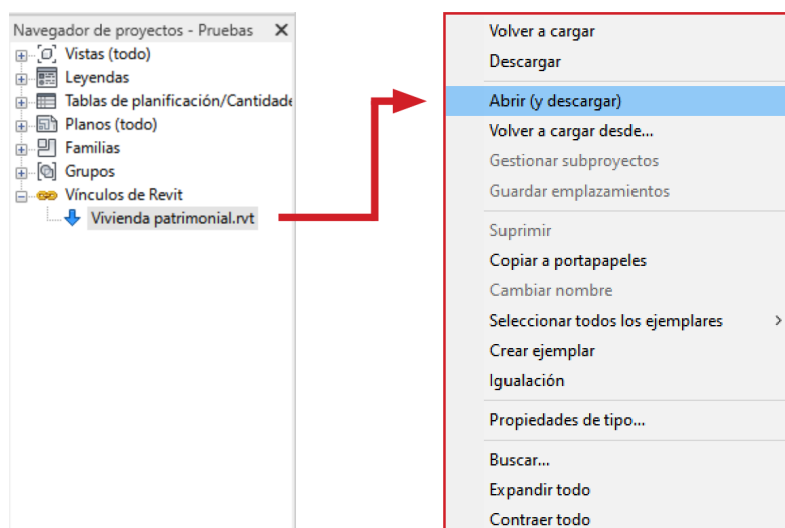 Navegador de proyectos - Pruebas
Vistas (todo)
Leyendas
Tablas de planificación/Cantidade
Planos (todo)
Familias
Grupos
Vínculos de Revit
Vivienda patrimonial.rvt
Volver a cargar
Descargar
Abrir (y descargar)
Volver a cargar desde...
Gestionar subproyectos
Guardar emplazamientos
Suprimir
Copiar a portapapeles
Cambiar nombre
Seleccionar todos los ejemplares
Crear ejemplar
Igualación
Propiedades de tipo...
Buscar...
Expandir todo
Contraer todo